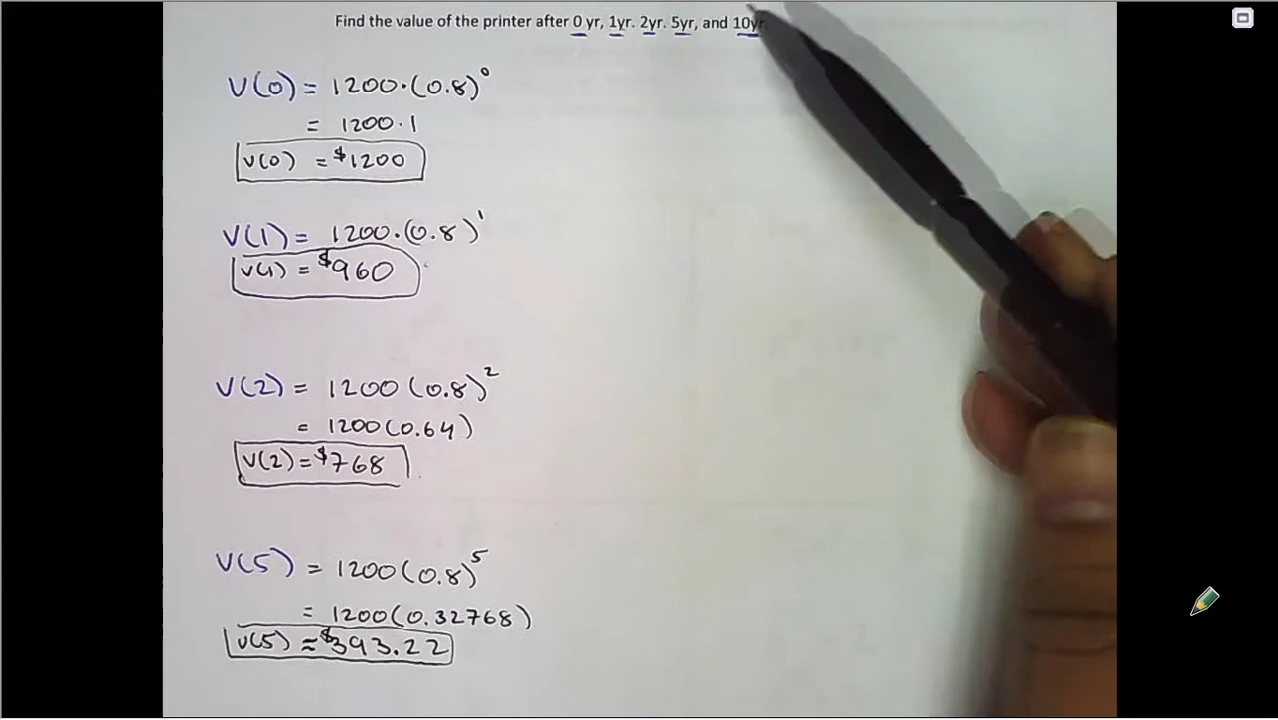 Find the value of the printer after 0 yr, 1yr. 2yr. 5yr, and 10yr
V(0) = 1200·(0.8)⁰
= 1200·1
V(0) = $1200
V(1) = 1200·(0.8)¹
V(1) = $960
V(2) = 1200(0.8)²
= 1200(0.64)
V(2) = $768
V(5) = 1200(0.8)⁵
= 1200(0.32768)
V(5) ≈ $393.22